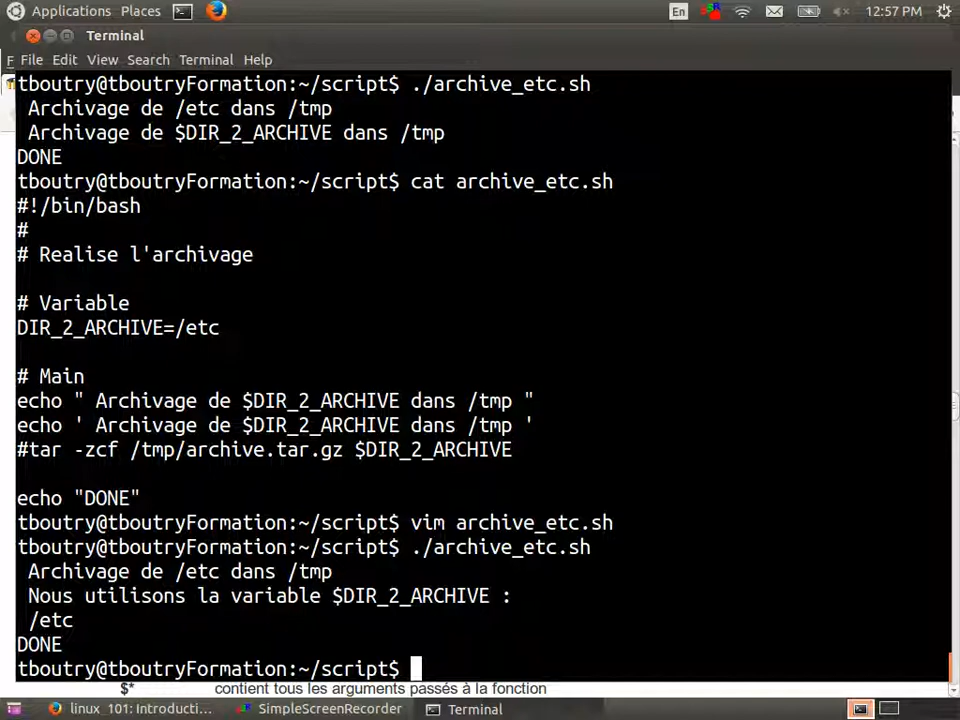 Applications Places En 12:57 PM
Terminal
F File Edit View Search Terminal Help
tboutry@tboutryFormation:~/script$ ./archive_etc.sh
Archivage de /etc dans /tmp
Archivage de $DIR_2_ARCHIVE dans /tmp
DONE
tboutry@tboutryFormation:~/script$ cat archive_etc.sh
#!/bin/bash
#
# Realise l'archivage
# Variable
DIR_2_ARCHIVE=/etc
# Main
echo " Archivage de $DIR_2_ARCHIVE dans /tmp "
echo ' Archivage de $DIR_2_ARCHIVE dans /tmp '
#tar -zcf /tmp/archive.tar.gz $DIR_2_ARCHIVE
echo "DONE"
tboutry@tboutryFormation:~/script$ vim archive_etc.sh
tboutry@tboutryFormation:~/script$ ./archive_etc.sh
Archivage de /etc dans /tmp
Nous utilisons la variable $DIR_2_ARCHIVE :
/etc
DONE
tboutry@tboutryFormation:~/script$
$* contient tous les arguments passés à la fonction
linux_101: Introducti... SimpleScreenRecorder Terminal